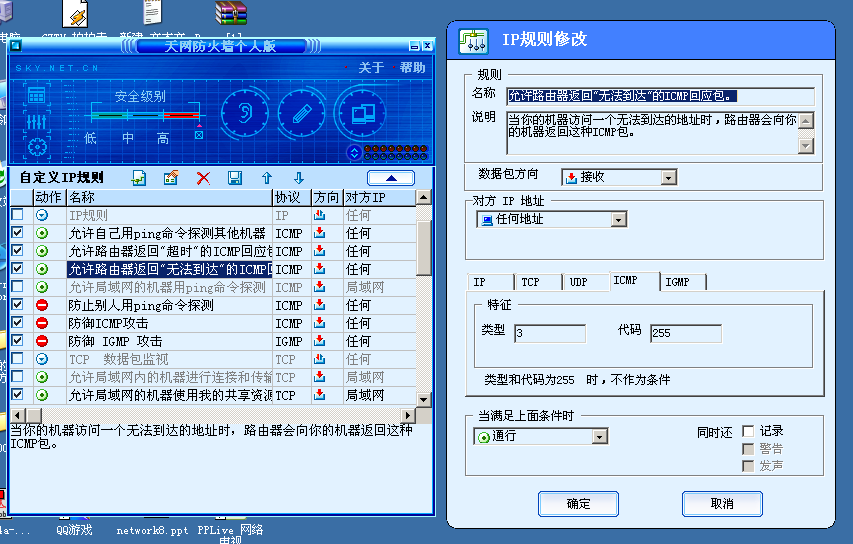 天网防火墙个人版
SKY.NET.CN
关于 帮助
安全级别
低 中 高
自定义IP规则
动作 名称 协议 方向 对方IP
IP规则 IP 任何
允许自己用ping命令探测其他机器 ICMP 任何
允许路由器返回“超时”的ICMP回应包 ICMP 任何
允许路由器返回“无法到达”的ICMP回 ICMP 任何
允许局域网的机器用ping命令探测 ICMP 局域网
防止别人用ping命令探测 ICMP 任何
防御ICMP攻击 ICMP 任何
防御 IGMP 攻击 IGMP 任何
TCP 数据包监视 TCP 任何
允许局域网内的机器进行连接和传输 TCP 局域网
允许局域网的机器使用我的共享资源 TCP 局域网
当你的机器访问一个无法到达的地址时，路由器会向你的机器返回这种
ICMP包。
QQ游戏 network8.ppt PPLive 网络
电视
IP规则修改
规则
名称 允许路由器返回“无法到达”的ICMP回应包。
说明 当你的机器访问一个无法到达的地址时，路由器会向你
的机器返回这种ICMP包。
数据包方向 接收
对方 IP 地址
任何地址
IP TCP UDP ICMP IGMP
特征
类型 3 代码 255
类型和代码为255 时，不作为条件
当满足上面条件时
通行 同时还 记录
警告
发声
确定 取消